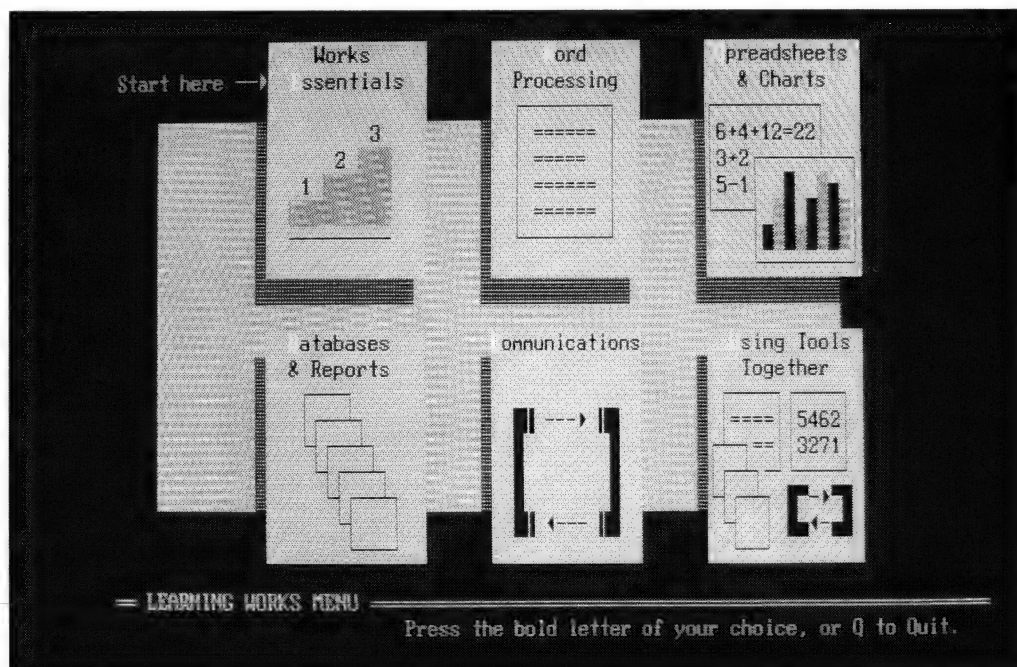 Start here
Works
ssentials
1
2
3
ord
Processing
======
=====
======
======
preadsheets
& Charts
6+4+12=22
3+2
5-1
atabases
& Reports
ommunications
sing Tools
Together
====
==
5462
3271
LEARNING WORKS MENU
Press the bold letter of your choice, or Q to Quit.